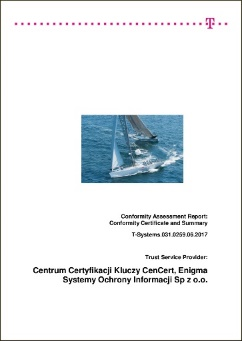 T
Conformity Assessment Report:
Conformity Certificate and Summary
T-Systems.031.0259.06.2017
Trust Service Provider:
Centrum Certyfikacji Kluczy CenCert, Enigma
Systemy Ochrony Informacji Sp z o.o.